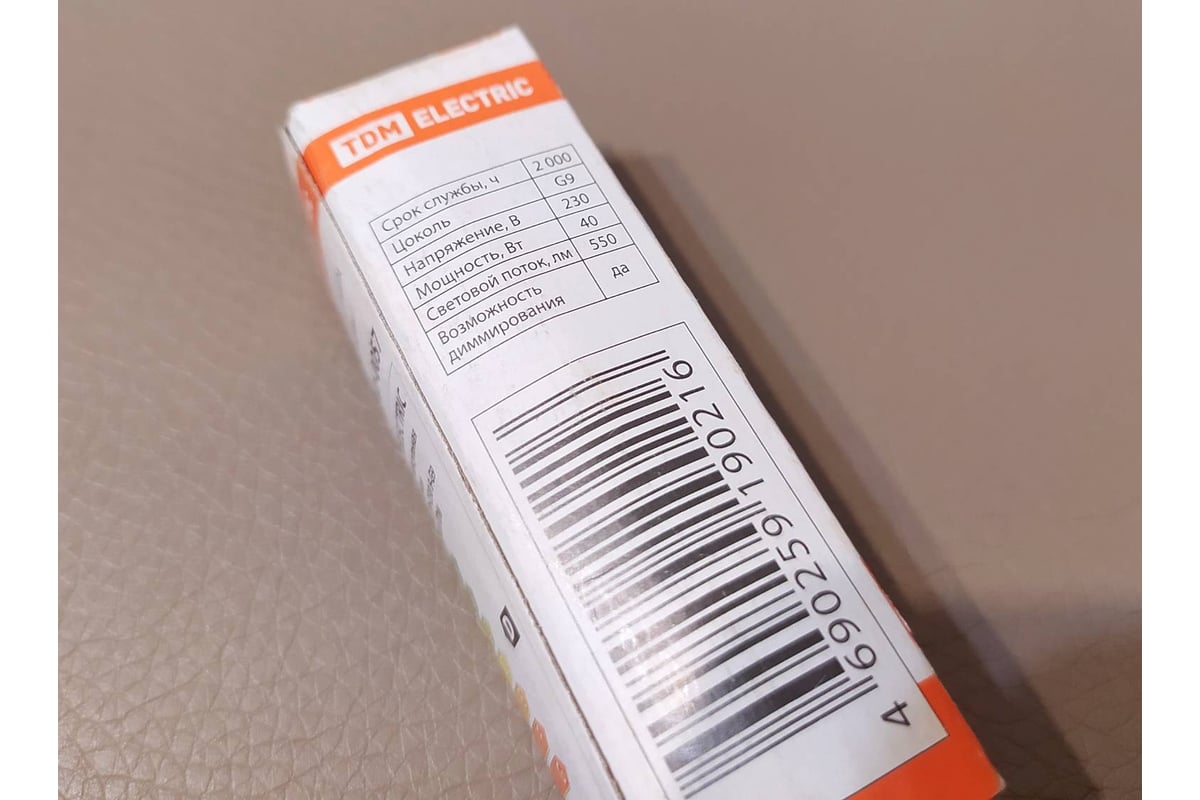 TDM ELECTRIC
Срок службы, ч 2 000
Цоколь G9
Напряжение, В 230
Мощность, Вт 40
Световой поток, лм 550
Возможность да
диммирования
4 690259 190216